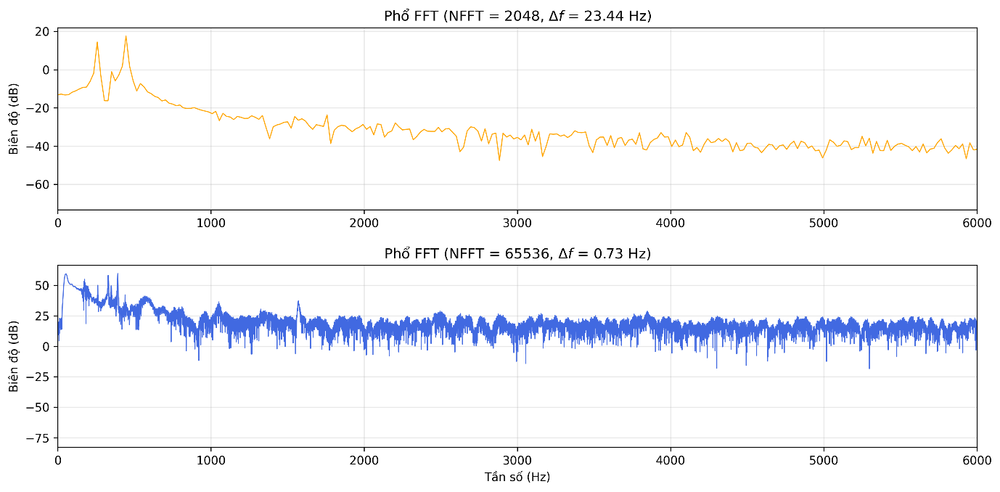 Phổ FFT (NFFT = 2048, Δf = 23.44 Hz)
Biên độ (dB)
20
0
−20
−40
−60
0 1000 2000 3000 4000 5000 6000
Phổ FFT (NFFT = 65536, Δf = 0.73 Hz)
Biên độ (dB)
50
25
0
−25
−50
−75
0 1000 2000 3000 4000 5000 6000
Tần số (Hz)